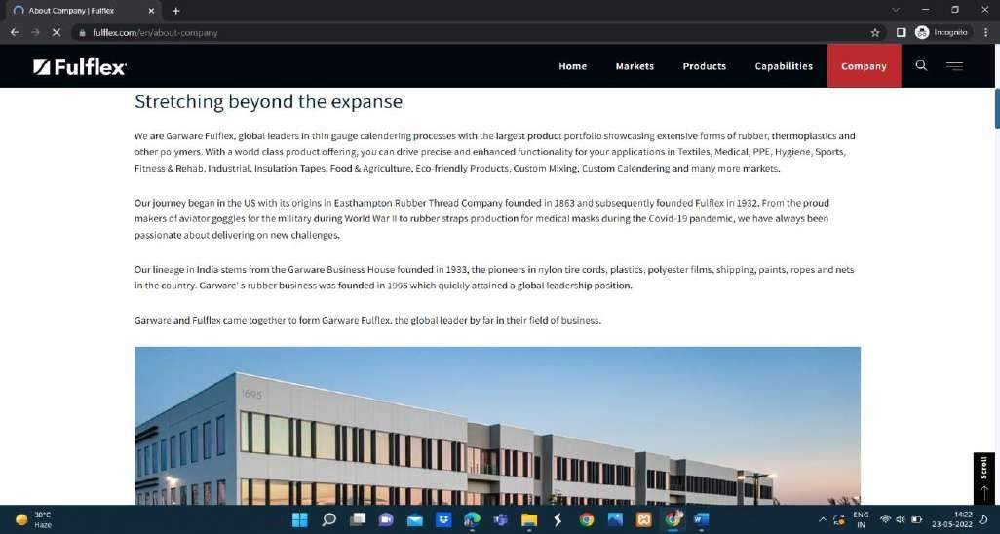 About Company | Fulflex
fulflex.com/en/about-company
Incognito
Fulflex
Home Markets Products Capabilities Company
Stretching beyond the expanse
We are Garware Fulflex, global leaders in thin gauge calendering processes with the largest product portfolio showcasing extensive forms of rubber, thermoplastics and
other polymers. With a world class product offering, you can drive precise and enhanced functionality for your applications in Textiles, Medical, PPE, Hygiene, Sports,
Fitness & Rehab, Industrial, Insulation Tapes, Food & Agriculture, Eco-friendly Products, Custom Mixing, Custom Calendering and many more markets.
Our journey began in the US with its origins in Easthampton Rubber Thread Company founded in 1863 and subsequently founded Fulflex in 1932. From the proud
makers of aviator goggles for the military during World War II to rubber straps production for medical masks during the Covid-19 pandemic, we have always been
passionate about delivering on new challenges.
Our lineage in India stems from the Garware Business House founded in 1933, the pioneers in nylon tire cords, plastics, polyester films, shipping, paints, ropes and nets
in the country. Garware' s rubber business was founded in 1995 which quickly attained a global leadership position.
Garware and Fulflex came together to form Garware Fulflex, the global leader by far in their field of business.
1695
Scroll
30°C
Haze
ENG
IN
14:22
23-05-2022